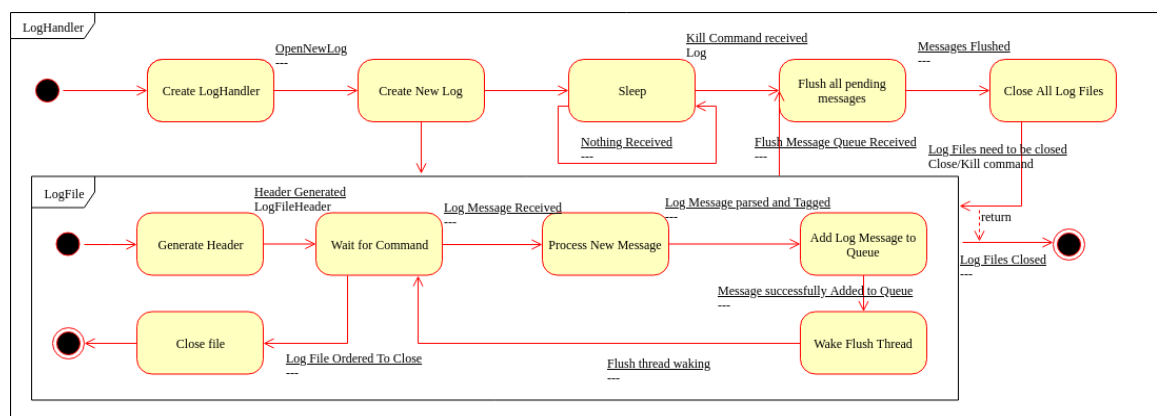 LogHandler
OpenNewLog
---
Kill Command received
Log
Messages Flushed
---
Create LogHandler
Create New Log
Sleep
Flush all pending
messages
Close All Log Files
Nothing Received
---
Flush Message Queue Received
---
Log Files need to be closed
Close/Kill command
LogFile
Header Generated
LogFileHeader
Log Message Received
---
Log Message parsed and Tagged
---
return
Generate Header
Wait for Command
Process New Message
Add Log Message to
Queue
Log Files Closed
---
Message successfully Added to Queue
---
Close file
Log File Ordered To Close
---
Flush thread waking
---
Wake Flush Thread